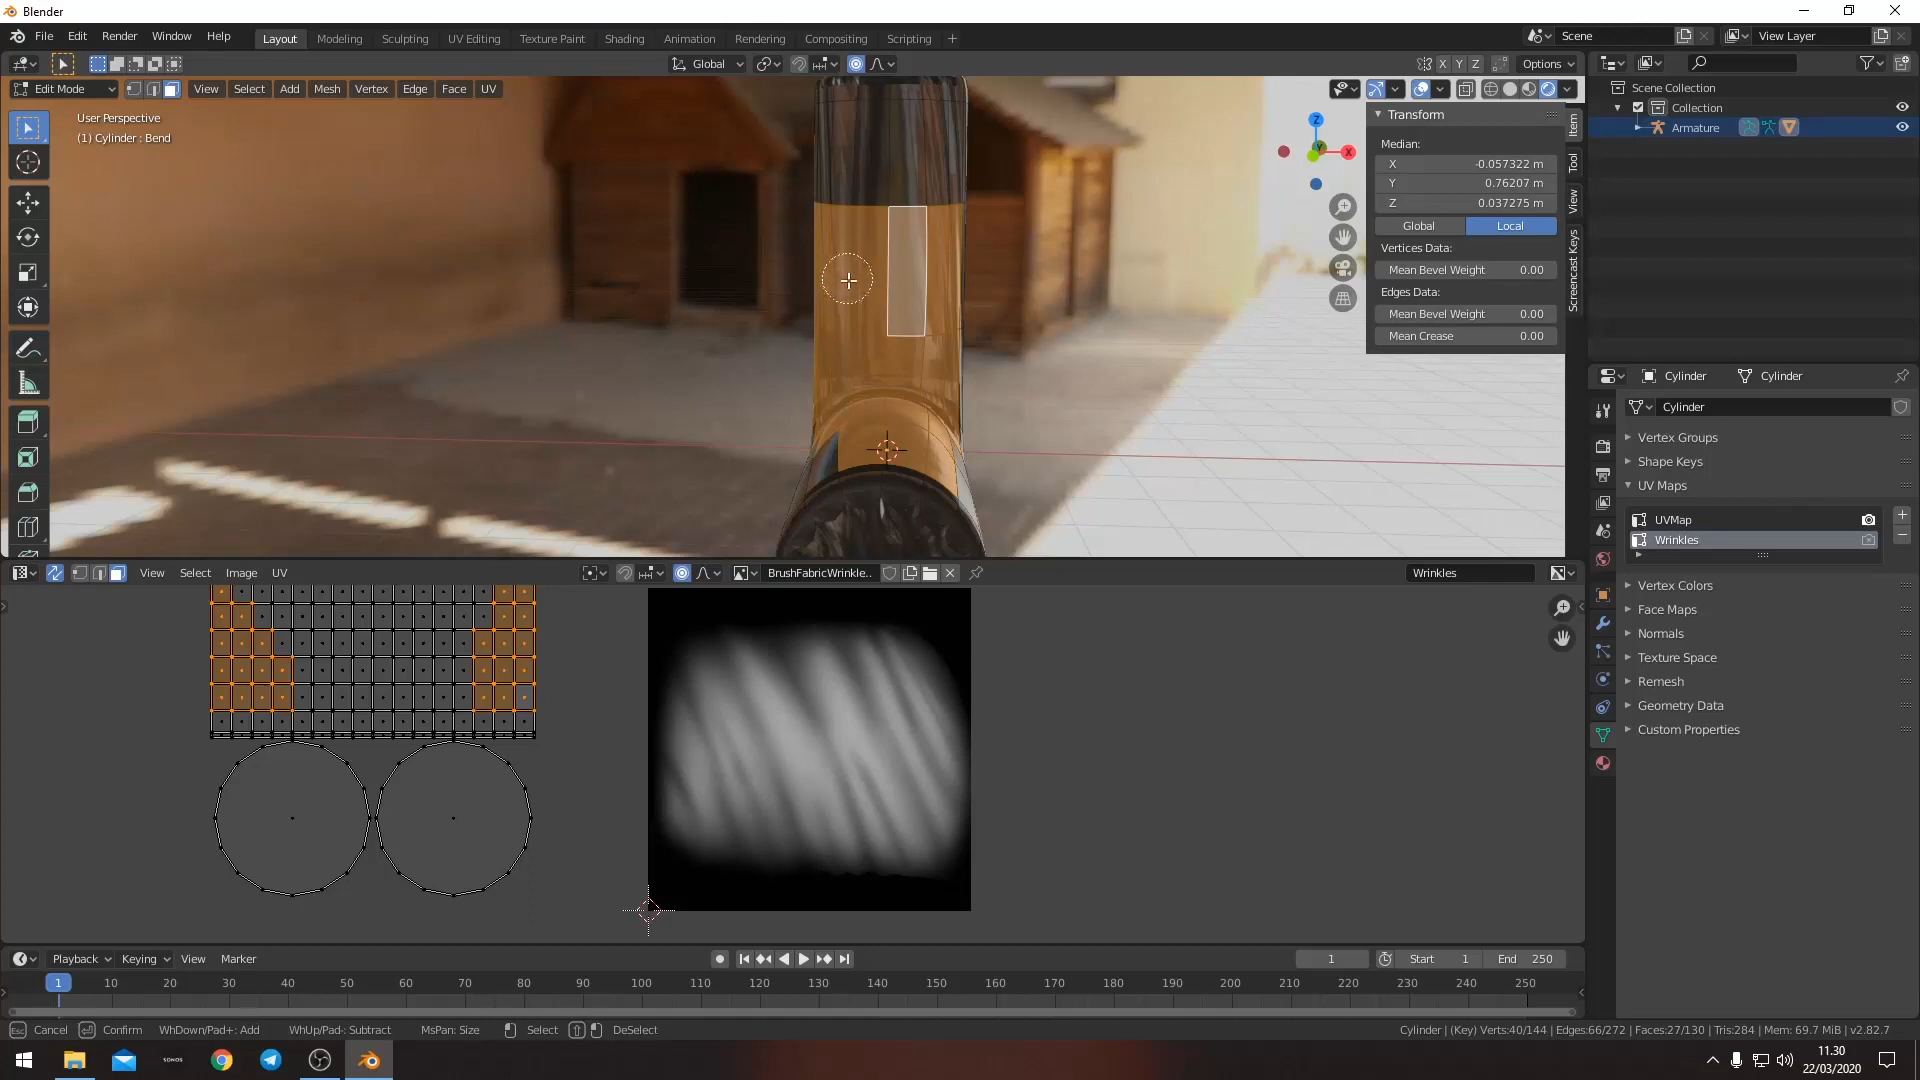 Blender
File Edit Render Window Help
Layout Modeling Sculpting UV Editing Texture Paint Shading Animation Rendering Compositing Scripting +
Scene View Layer
Global X Y Z Options
Edit Mode View Select Add Mesh Vertex Edge Face UV
User Perspective
(1) Cylinder : Bend
Z
Y
X
Transform
Median:
X -0.057322 m
Y 0.76207 m
Z 0.037275 m
Global Local
Vertices Data:
Mean Bevel Weight 0.00
Edges Data:
Mean Bevel Weight 0.00
Mean Crease 0.00
Item
Tool
View
Screencast Keys
Scene Collection
Collection
Armature
Cylinder Cylinder
Cylinder
Vertex Groups
Shape Keys
UV Maps
UVMap
Wrinkles
Vertex Colors
Face Maps
Normals
Texture Space
Remesh
Geometry Data
Custom Properties
View Select Image UV BrushFabricWrinkle.. Wrinkles
Playback Keying View Marker 1 Start 1 End 250
1 10 20 30 40 50 60 70 80 90 100 110 120 130 140 150 160 170 180 190 200 210 220 230 240 250
Esc Cancel Confirm WhDown/Pad+: Add WhUp/Pad-: Subtract MsPan: Size Select DeSelect Cylinder | (Key) Verts:40/144 | Edges:66/272 | Faces:27/130 | Tris:284 | Mem: 69.7 MiB | v2.82.7
SONOS
11.30
22/03/2020